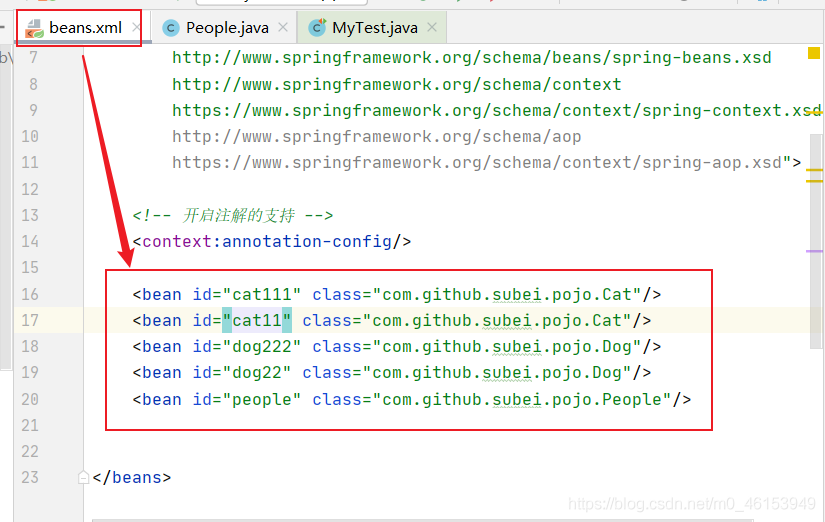 beans.xml People.java MyTest.java
7 http://www.springframework.org/schema/beans/spring-beans.xsd
8 http://www.springframework.org/schema/context
9 https://www.springframework.org/schema/context/spring-context.xsd
10 http://www.springframework.org/schema/aop
11 https://www.springframework.org/schema/context/spring-aop.xsd">
12
13 <!-- 开启注解的支持 -->
14 <context:annotation-config/>
15
16 <bean id="cat111" class="com.github.subei.pojo.Cat"/>
17 <bean id="cat11" class="com.github.subei.pojo.Cat"/>
18 <bean id="dog222" class="com.github.subei.pojo.Dog"/>
19 <bean id="dog22" class="com.github.subei.pojo.Dog"/>
20 <bean id="people" class="com.github.subei.pojo.People"/>
21
22
23 </beans>
https://blog.csdn.net/m0_46153949